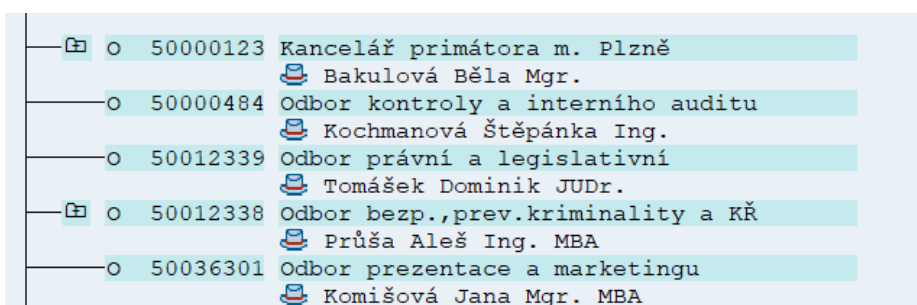 O 50000123 Kancelář primátora m. Plzně
Bakulová Běla Mgr.
O 50000484 Odbor kontroly a interního auditu
Kochmanová Štěpánka Ing.
O 50012339 Odbor právní a legislativní
Tomášek Dominik JUDr.
O 50012338 Odbor bezp.,prev.kriminality a KŘ
Průša Aleš Ing. MBA
O 50036301 Odbor prezentace a marketingu
Komišová Jana Mgr. MBA